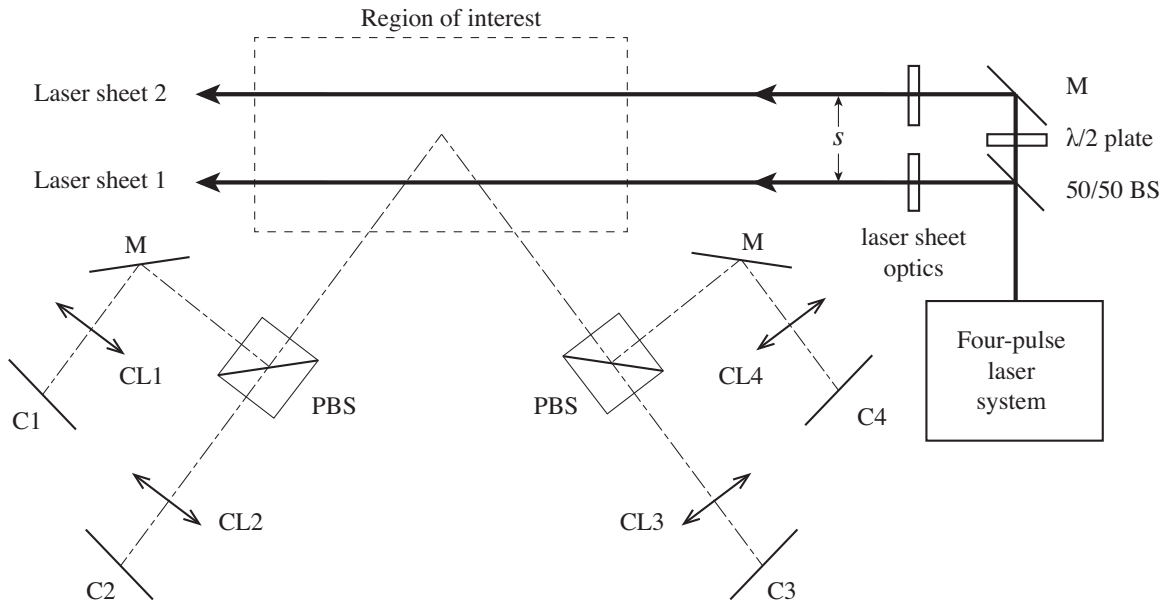 Region of interest
Laser sheet 2
M
s
λ/2 plate
Laser sheet 1
50/50 BS
laser sheet
optics
M
M
CL1
PBS
PBS
CL4
Four-pulse
laser
system
C1
C4
CL2
CL3
C2
C3